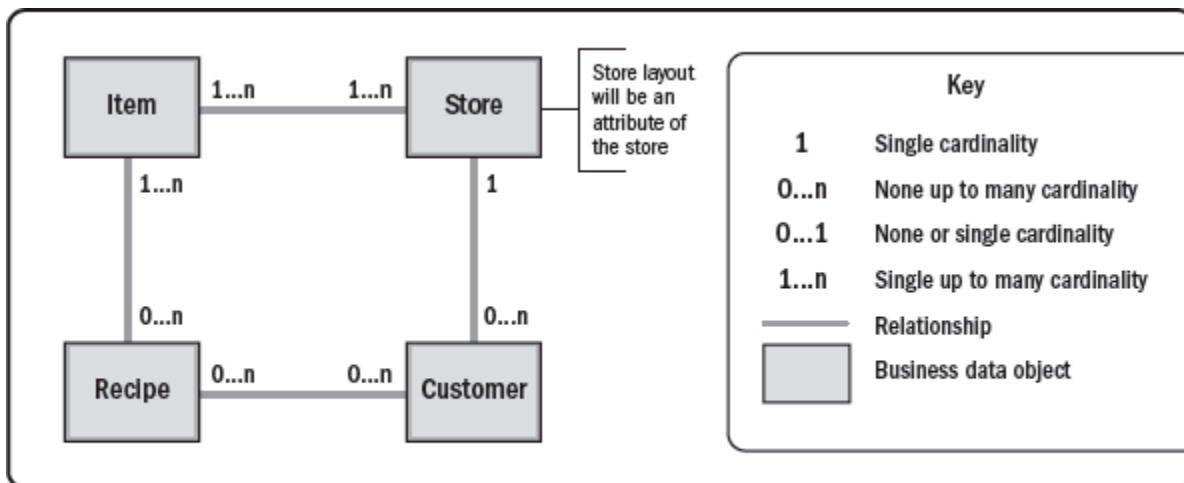 Item
1...n
1...n
Store
Store layout
will be an
attribute of
the store
1...n
1
0...n
0...n
Recipe
0...n
0...n
Customer
Key
1 Single cardinality
0...n None up to many cardinality
0...1 None or single cardinality
1...n Single up to many cardinality
Relationship
Business data object